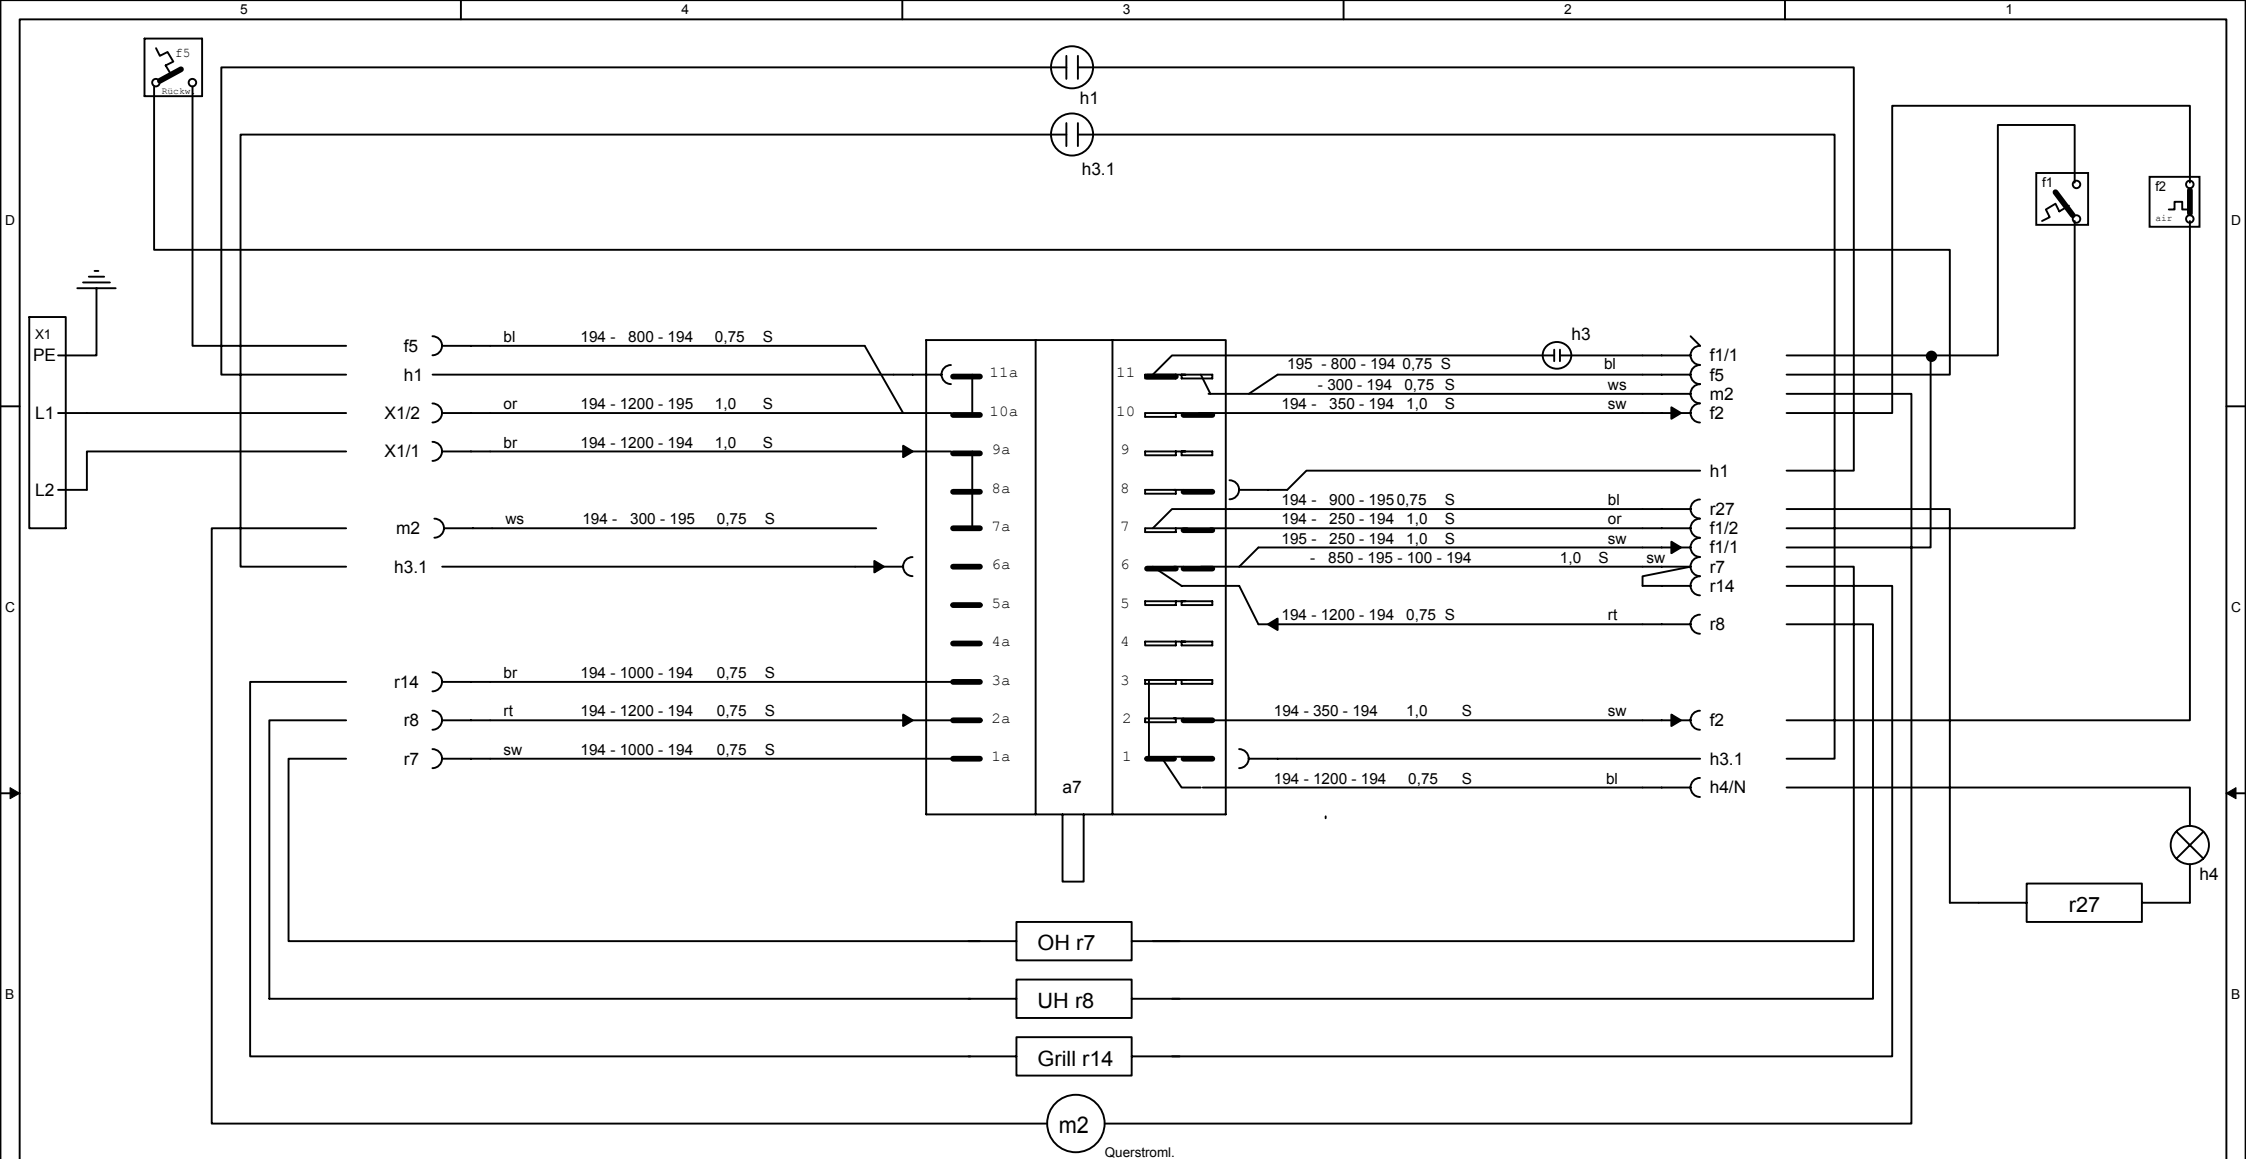 5 4 3 2 1
f5
Rückw.
h1
h3.1
f1
f2
air
D D
X1
PE
L1
L2
f5 bl 194 - 800 - 194 0,75 S
h1
X1/2 or 194 - 1200 - 195 1,0 S
X1/1 br 194 - 1200 - 194 1,0 S
m2 ws 194 - 300 - 195 0,75 S
h3.1
r14 br 194 - 1000 - 194 0,75 S
r8 rt 194 - 1200 - 194 0,75 S
r7 sw 194 - 1000 - 194 0,75 S
11a 11
10a 10
9a 9
8a 8
7a 7
6a 6
5a 5
4a 4
3a 3
2a 2
1a 1
a7
h3
f1/1
195 - 800 - 194 0,75 S bl f5
- 300 - 194 0,75 S ws m2
194 - 350 - 194 1,0 S sw f2
h1
194 - 900 - 195 0,75 S bl r27
194 - 250 - 194 1,0 S or f1/2
195 - 250 - 194 1,0 S sw f1/1
- 850 - 195 - 100 - 194 1,0 S sw r7
r14
194 - 1200 - 194 0,75 S rt r8
194 - 350 - 194 1,0 S sw f2
h3.1
194 - 1200 - 194 0,75 S bl h4/N
C C
h4
r27
OH r7
UH r8
B B
Grill r14
m2
Querstroml.